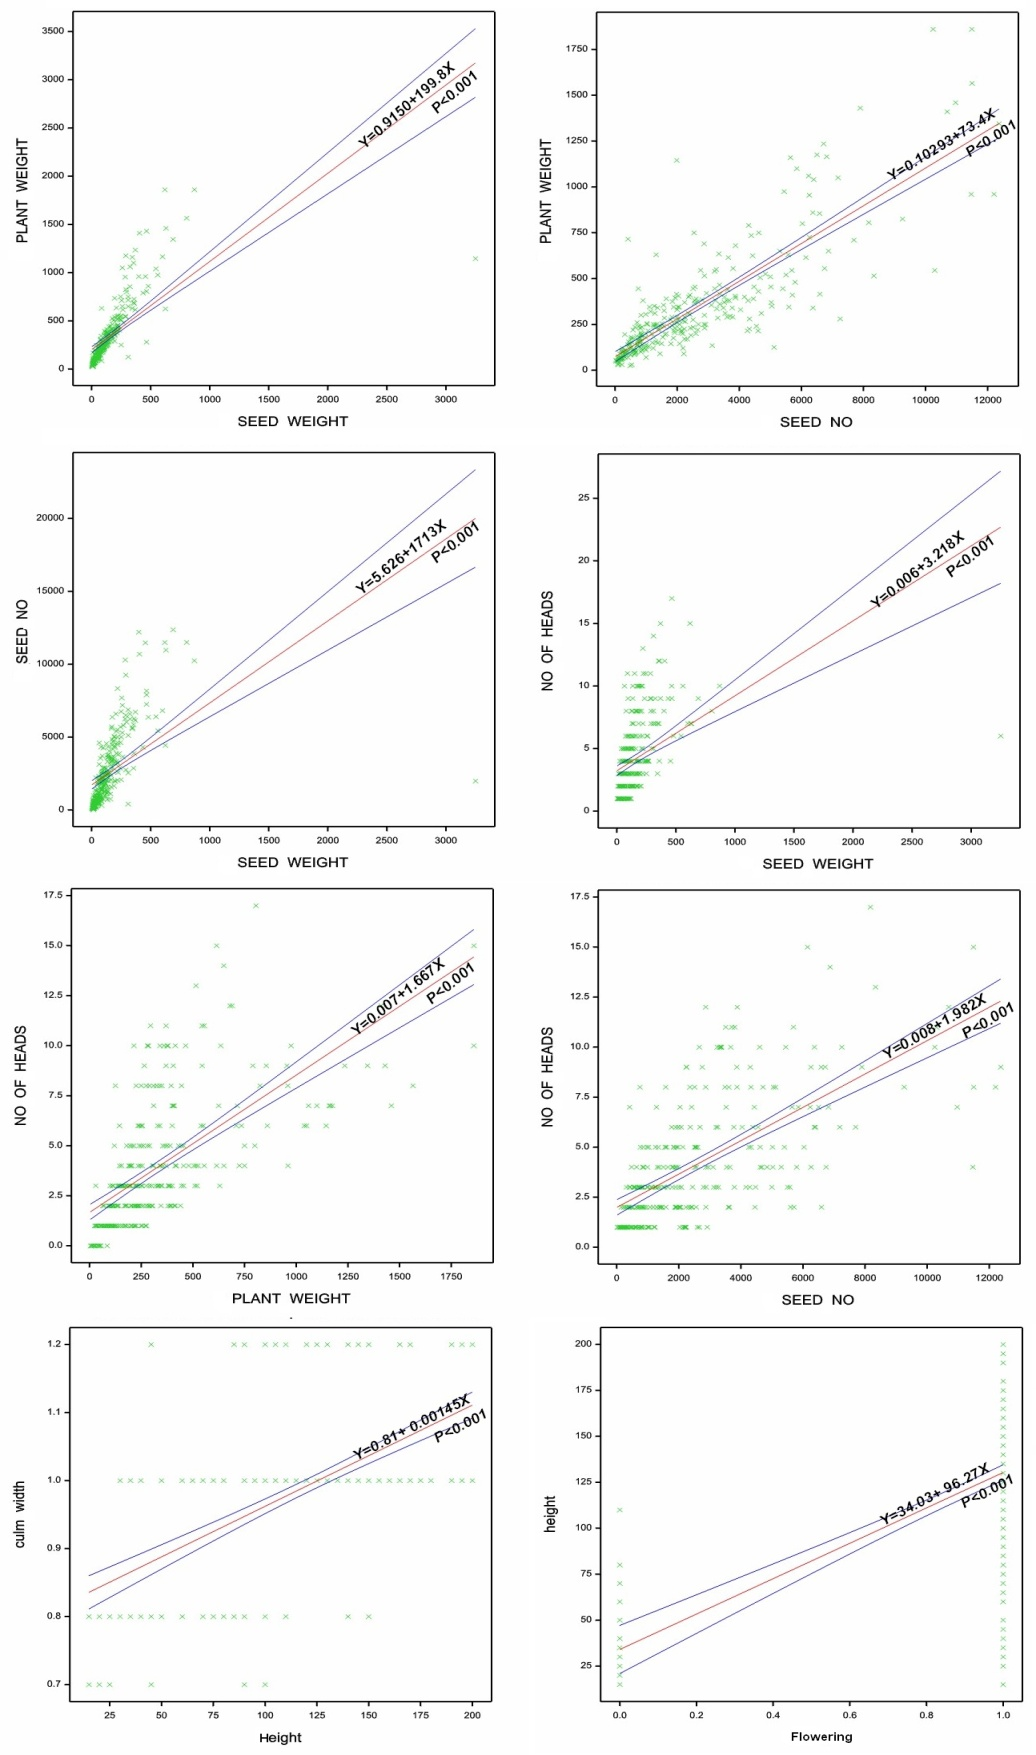 3500
3000
2500
2000
1500
1000
500
0
PLANT WEIGHT
Y=0.9150+199.8X
P<0.001
0 500 1000 1500 2000 2500 3000
SEED WEIGHT
1750
1500
1250
1000
750
500
250
0
PLANT WEIGHT
Y=0.10293+73.4X
P<0.001
0 2000 4000 6000 8000 10000 12000
SEED NO
20000
15000
10000
5000
0
SEED NO
Y=5.626+1713X
P<0.001
0 500 1000 1500 2000 2500 3000
SEED WEIGHT
25
20
15
10
5
0
NO OF HEADS
Y=0.006+3.218X
P<0.001
0 500 1000 1500 2000 2500 3000
SEED WEIGHT
17.5
15.0
12.5
10.0
7.5
5.0
2.5
0.0
NO OF HEADS
Y=0.007+1.667X
P<0.001
0 250 500 750 1000 1250 1500 1750
PLANT WEIGHT
17.5
15.0
12.5
10.0
7.5
5.0
2.5
0.0
NO OF HEADS
Y=0.008+1.982X
P<0.001
0 2000 4000 6000 8000 10000 12000
SEED NO
1.2
1.1
1.0
0.9
0.8
0.7
culm width
Y=0.81+ 0.00145X
P<0.001
25 50 75 100 125 150 175 200
Height
200
175
150
125
100
75
50
25
height
Y=34.03+ 96.27X
P<0.001
0.0 0.2 0.4 0.6 0.8 1.0
Flowering